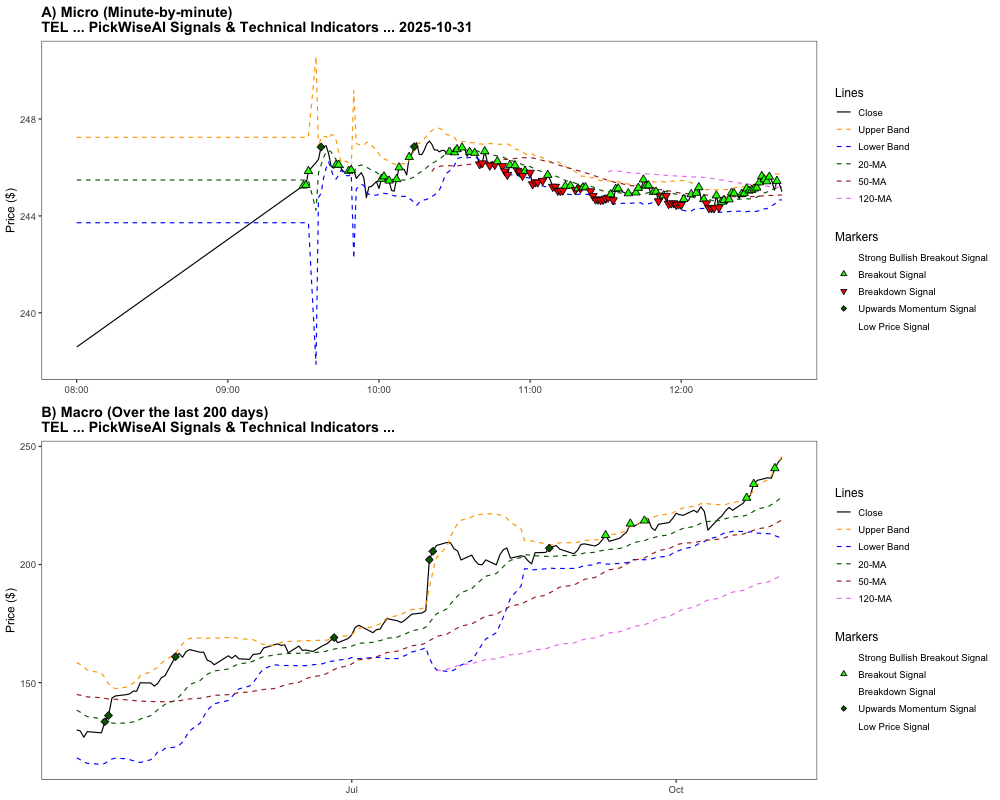 A) Micro (Minute-by-minute)
TEL ... PickWiseAI Signals & Technical Indicators ... 2025-10-31
248
244
240
Price ($)
08:00
09:00
10:00
11:00
12:00
Lines
Close
Upper Band
Lower Band
20-MA
50-MA
120-MA
Markers
Strong Bullish Breakout Signal
Breakout Signal
Breakdown Signal
Upwards Momentum Signal
Low Price Signal
B) Macro (Over the last 200 days)
TEL ... PickWiseAI Signals & Technical Indicators ...
250
200
150
Price ($)
Jul
Oct
Lines
Close
Upper Band
Lower Band
20-MA
50-MA
120-MA
Markers
Strong Bullish Breakout Signal
Breakout Signal
Breakdown Signal
Upwards Momentum Signal
Low Price Signal